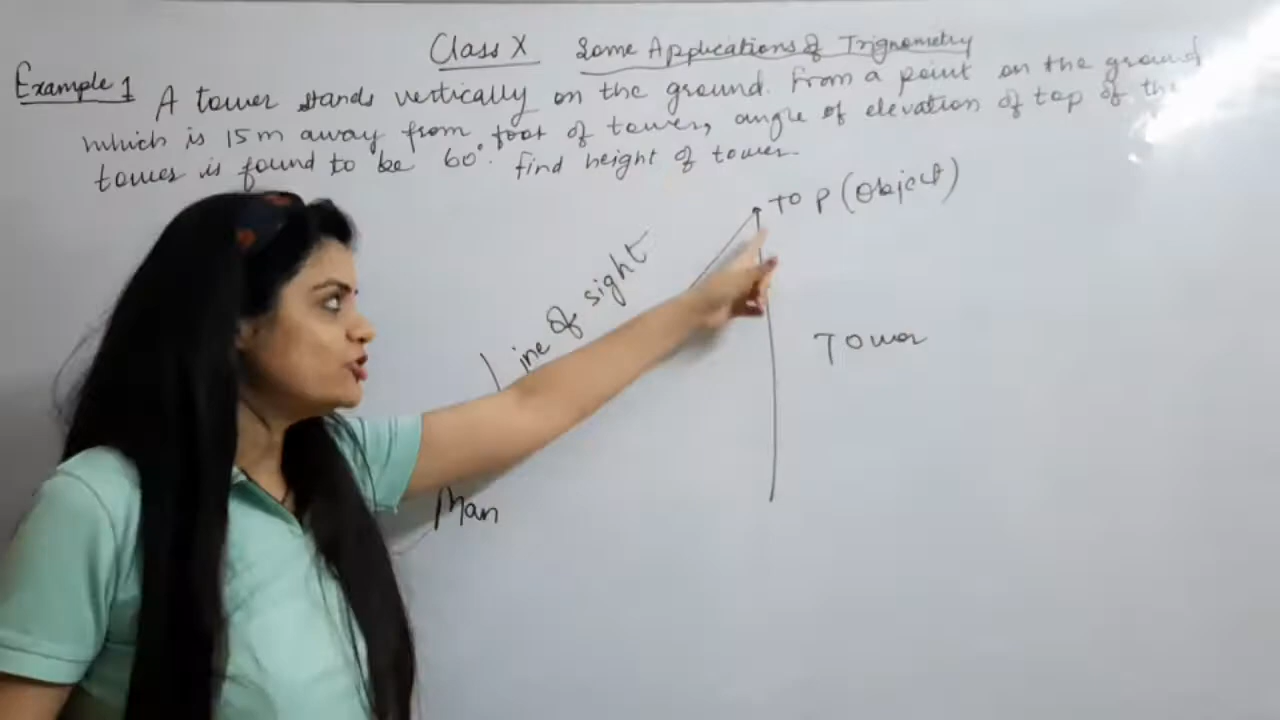 Class X Some Applications of Trignometry
Example 1 A tower stands vertically on the ground. From a point on the ground
which is 15m away from foot of tower, angle of elevation of top of the
tower is found to be 60°. find height of tower.
Top (Object)
Line of sight
Tower
Man